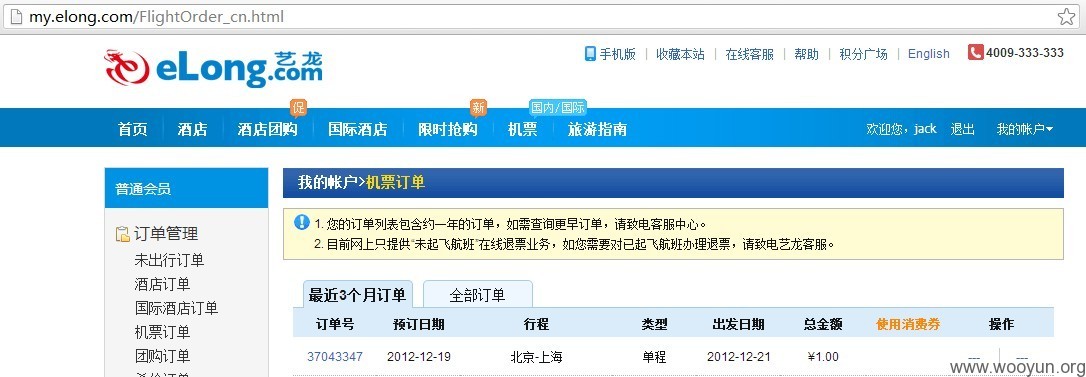 my.elong.com/FlightOrder_cn.html
eLong.com 艺龙
手机版 | 收藏本站 | 在线客服 | 帮助 | 积分广场 | English 4009-333-333
促 新 国内/国际
首页 酒店 酒店团购 国际酒店 限时抢购 机票 旅游指南 欢迎您，jack 退出 我的帐户
普通会员 我的帐户>机票订单
1. 您的订单列表包含约一年的订单，如需查询更早订单，请致电客服中心。
2. 目前网上只提供“未起飞航班”在线退票业务，如您需要对已起飞航班办理退票，请致电艺龙客服。
订单管理
未出行订单
酒店订单
国际酒店订单
机票订单
团购订单
最近3个月订单 全部订单
订单号 预订日期 行程 类型 出发日期 总金额 使用消费券 操作
37043347 2012-12-19 北京-上海 单程 2012-12-21 ¥1.00
www.wooyun.org